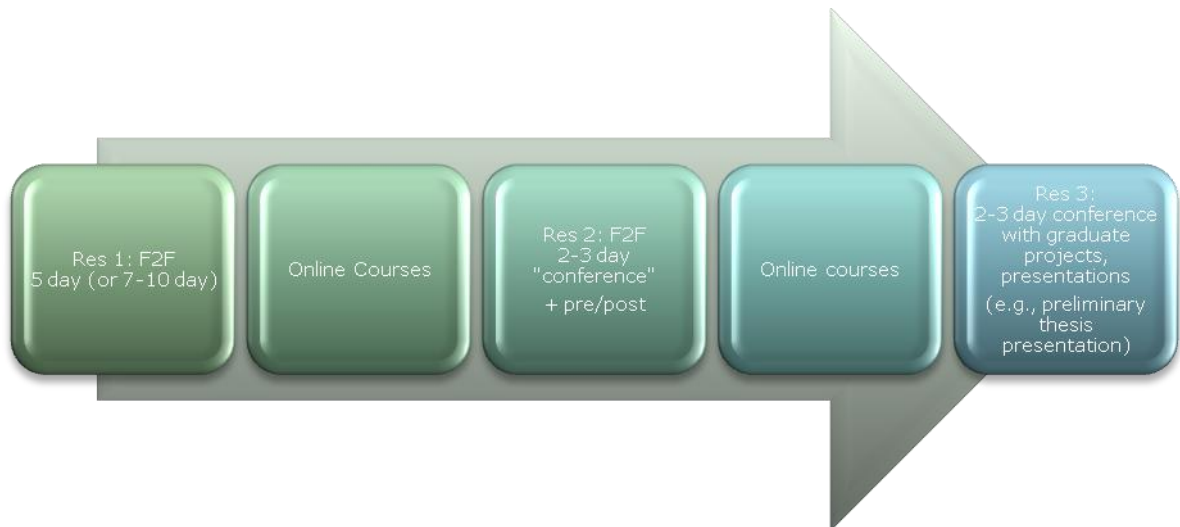 Res 1: F2F
5 day (or 7-10 day)
Online Courses
Res 2: F2F
2-3 day
"conference"
+ pre/post
Online courses
Res 3:
2-3 day conference
with graduate
projects,
presentations
(e.g., preliminary
thesis
presentation)